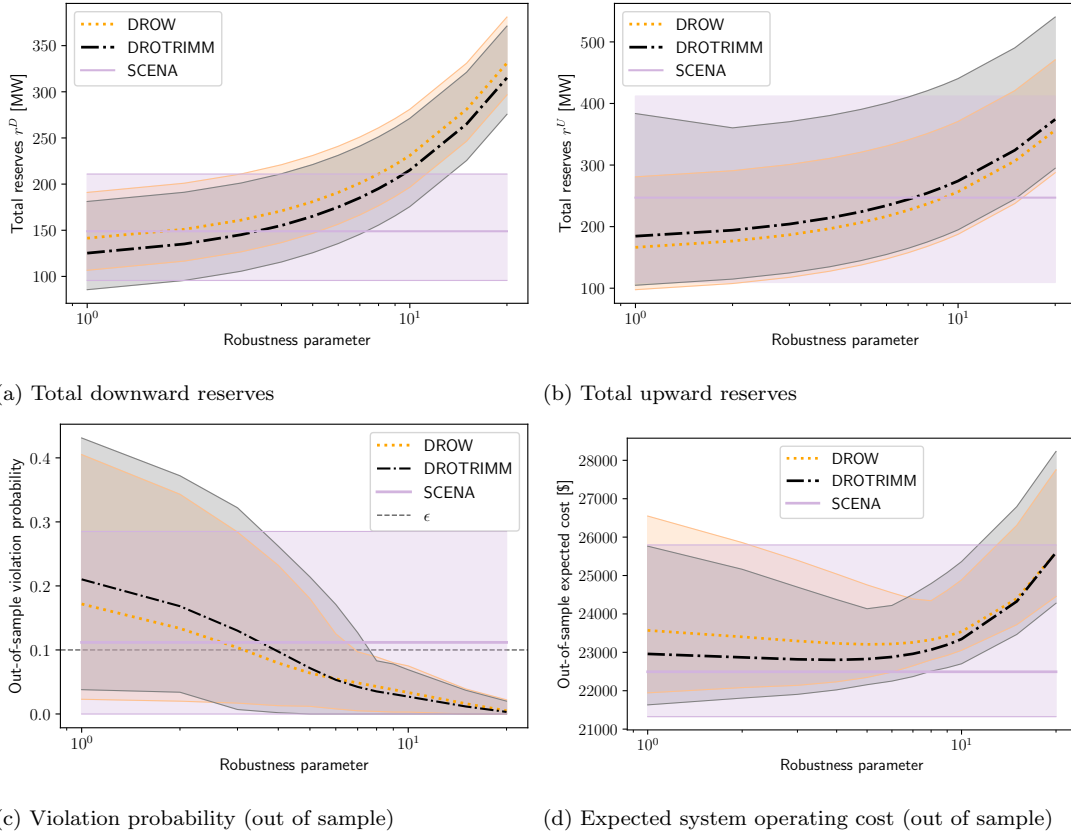 DROW
DROTRIMM
SCENA
350
300
250
200
150
100
Total reserves r^D [MW]
10^0
10^1
Robustness parameter
(a) Total downward reserves
DROW
DROTRIMM
SCENA
500
400
300
200
100
Total reserves r^U [MW]
10^0
10^1
Robustness parameter
(b) Total upward reserves
DROW
DROTRIMM
SCENA
ϵ
0.4
0.3
0.2
0.1
0.0
Out-of-sample violation probability
10^0
10^1
Robustness parameter
(c) Violation probability (out of sample)
DROW
DROTRIMM
SCENA
28000
27000
26000
25000
24000
23000
22000
21000
Out-of-sample expected cost [$]
10^0
10^1
Robustness parameter
(d) Expected system operating cost (out of sample)